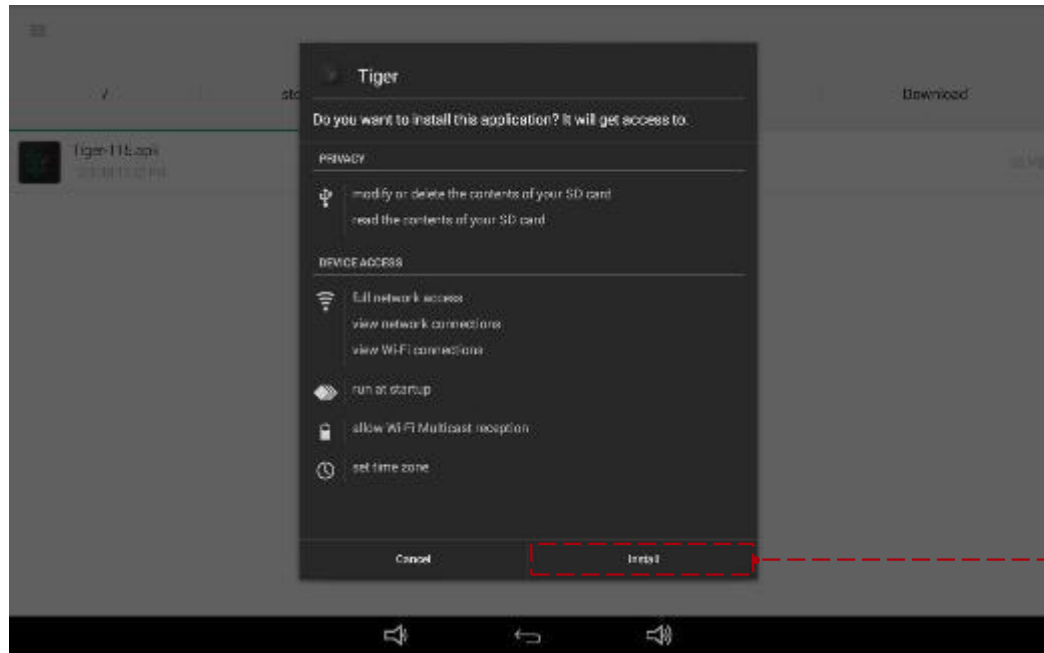 /
Download
Tiger-115.apk
Tiger
Do you want to install this application? It will get access to:
PRIVACY
modify or delete the contents of your SD card
read the contents of your SD card
DEVICE ACCESS
full network access
view network connections
view Wi-Fi connections
run at startup
allow Wi-Fi Multicast reception
set time zone
Cancel
Install